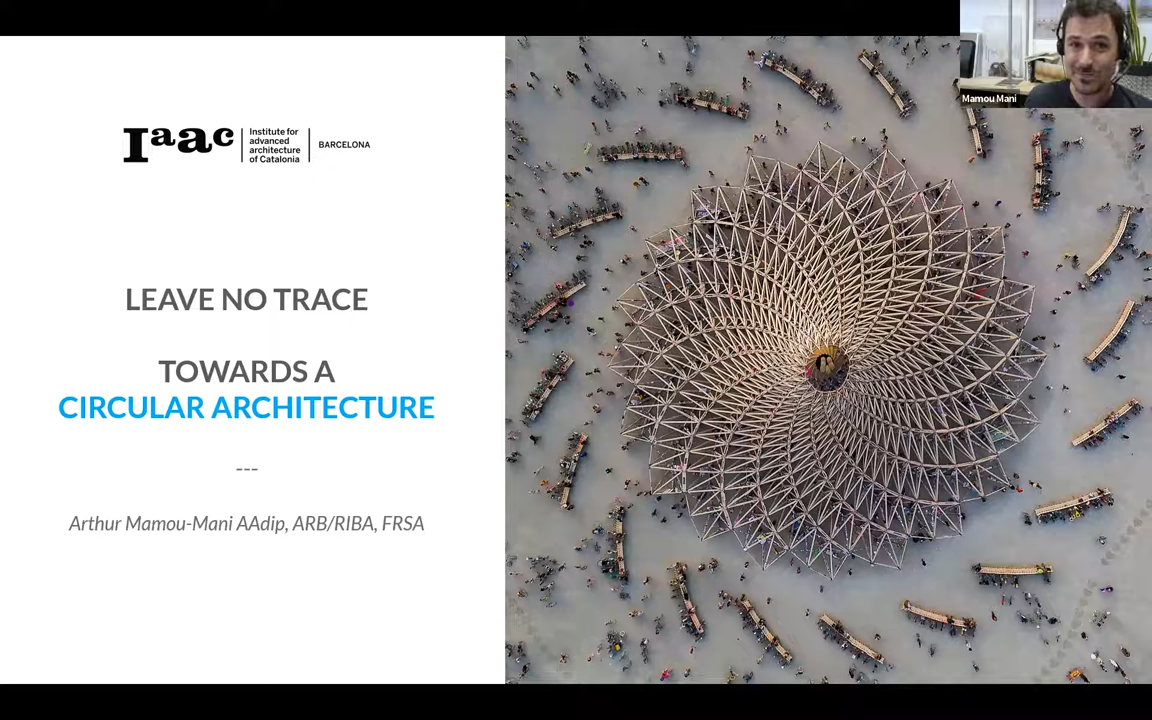 Iaac
Institute for
advanced
architecture
of Catalonia
BARCELONA
LEAVE NO TRACE
TOWARDS A
CIRCULAR ARCHITECTURE
---
Arthur Mamou-Mani AAdip, ARB/RIBA, FRSA
Mamou Mani